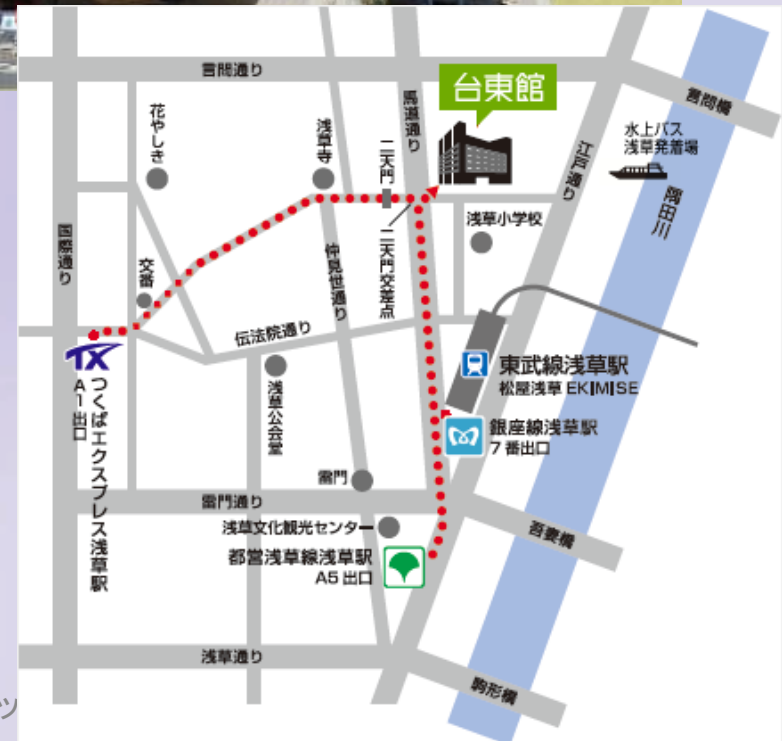 言問通り
台東館
馬道通り
言問橋
花やしき
浅草寺
二天門
江戸通り
水上バス
浅草発着場
隅田川
国際通り
交番
仲見世通り
二天門交差点
浅草小学校
伝法院通り
TX
つくばエクスプレス浅草駅
A1出口
浅草公会堂
東武線浅草駅
松屋浅草 EKIMISE
銀座線浅草駅
7番出口
雷門
雷門通り
浅草文化観光センター
吾妻橋
都営浅草線浅草駅
A5出口
浅草通り
駒形橋
ッ